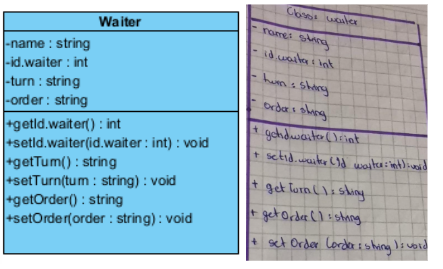 Waiter
-name : string
-id.waiter : int
-turn : string
-order : string
+getId.waiter() : int
+setId.waiter(id.waiter : int) : void
+getTurn() : string
+setTurn(turn : string) : void
+getOrder() : string
+setOrder(order : string) : void
Class: waiter
- name: string
- id.waiter: int
- turn : string
- order : string
+ getidwaiter(): int
+ setid.waiter(id waiter:int):void
+ get Turn ( ) : string
+ get Order ( ) : string
+ set Order (order : string ) : void